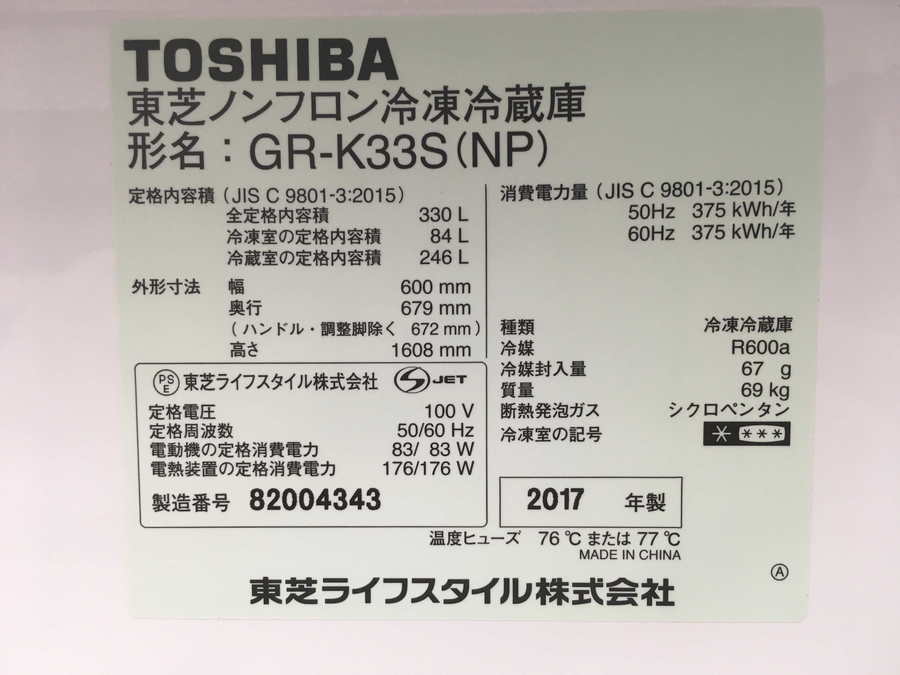 TOSHIBA
東芝ノンフロン冷凍冷蔵庫
形名：GR-K33S(NP)
定格内容積 (JIS C 9801-3:2015)
全定格内容積 330 L
冷凍室の定格内容積 84 L
冷蔵室の定格内容積 246 L
外形寸法 幅 600 mm
奥行 679 mm
(ハンドル・調整脚除く 672 mm)
高さ 1608 mm
PS E 東芝ライフスタイル株式会社 S JET
定格電圧 100 V
定格周波数 50/60 Hz
電動機の定格消費電力 83/ 83 W
電熱装置の定格消費電力 176/176 W
製造番号 82004343
消費電力量 (JIS C 9801-3:2015)
50Hz 375 kWh/年
60Hz 375 kWh/年
種類 冷凍冷蔵庫
冷媒 R600a
冷媒封入量 67 g
質量 69 kg
断熱発泡ガス シクロペンタン
冷凍室の記号 * ***
2017 年製
温度ヒューズ 76 ℃ または 77 ℃
MADE IN CHINA
Ⓐ
東芝ライフスタイル株式会社